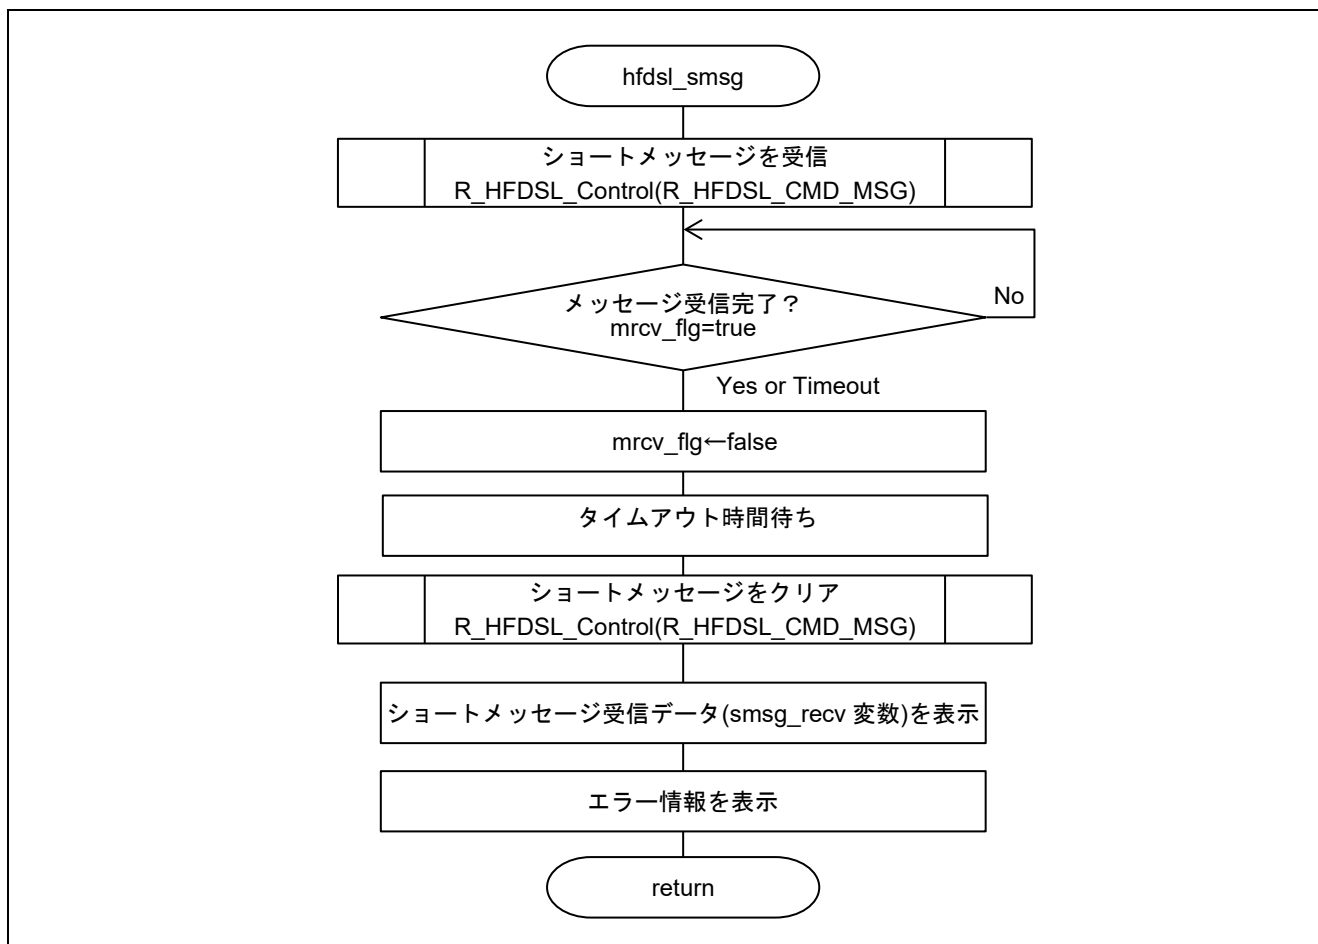 hfdsl_smsg
ショートメッセージを受信
R_HFDSL_Control(R_HFDSL_CMD_MSG)
メッセージ受信完了？
mrcv_flg=true
No
Yes or Timeout
mrcv_flg←false
タイムアウト時間待ち
ショートメッセージをクリア
R_HFDSL_Control(R_HFDSL_CMD_MSG)
ショートメッセージ受信データ(smsg_recv 変数)を表示
エラー情報を表示
return